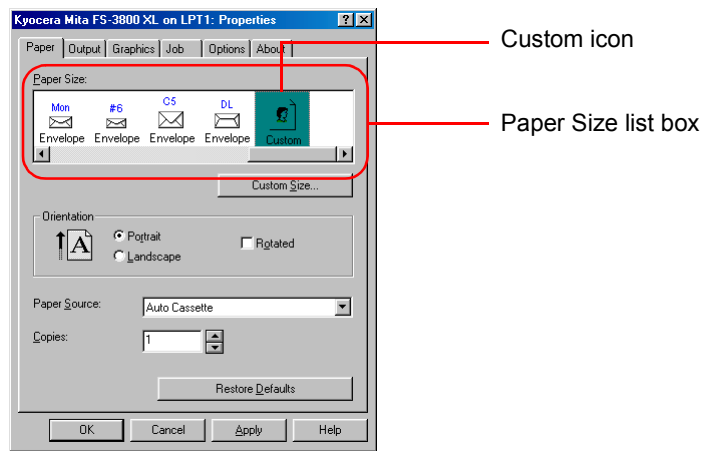 Kyocera Mita FS-3800 XL on LPT1: Properties
Custom icon
Paper Output Graphics Job Options About
Paper Size:
Mon #6 C5 DL
Envelope Envelope Envelope Envelope Custom
Paper Size list box
Custom Size...
Orientation
A
Portrait
Rotated
Landscape
Paper Source: Auto Cassette
Copies: 1
Restore Defaults
OK Cancel Apply Help